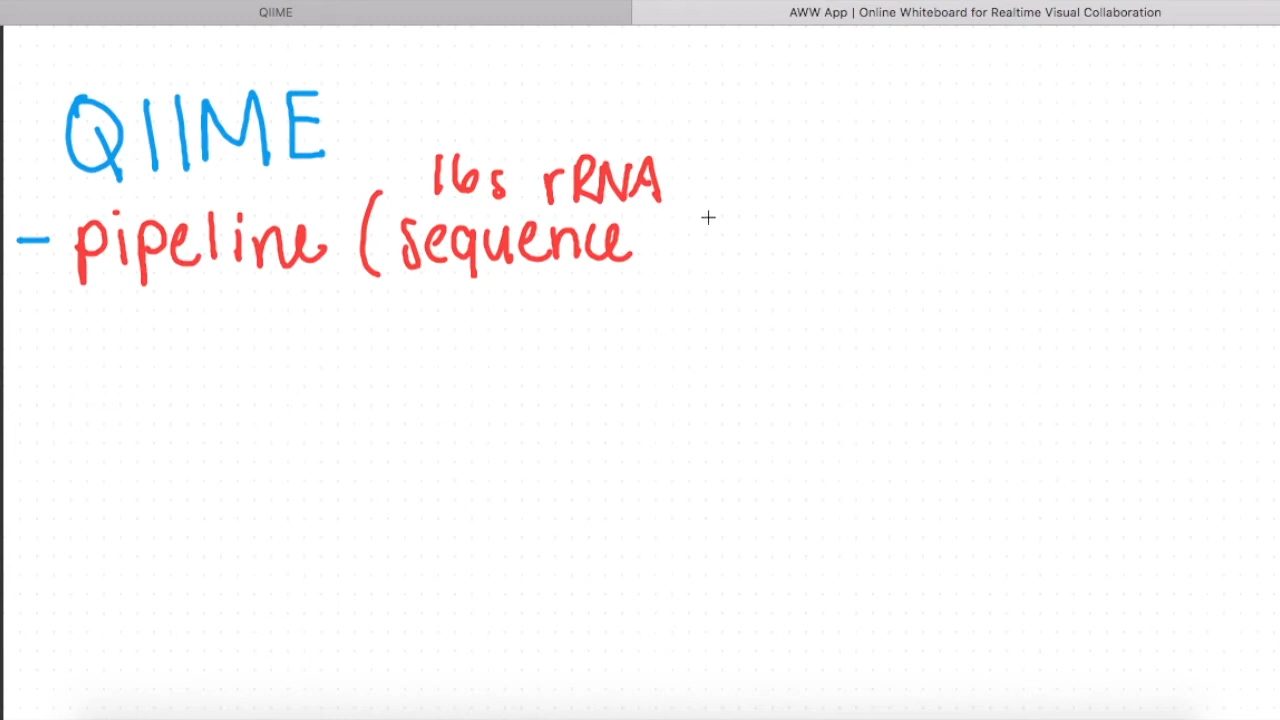 QIIME
AWW App | Online Whiteboard for Realtime Visual Collaboration
QIIME
16s rRNA
- pipeline (sequence